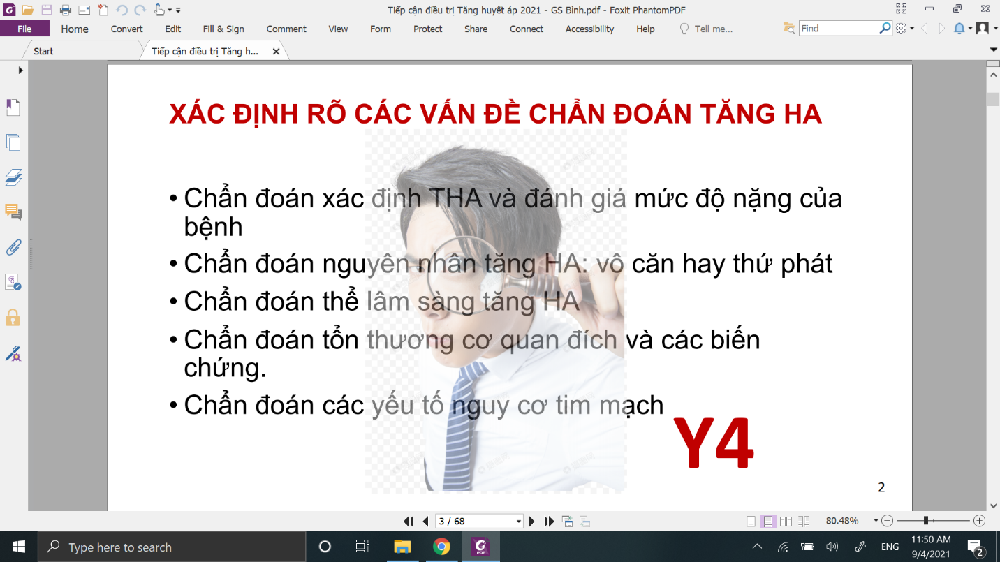 Tiếp cận điều trị Tăng huyết áp 2021 - GS Binh.pdf - Foxit PhantomPDF
File Home Convert Edit Fill & Sign Comment View Form Protect Share Connect Accessibility Help Tell me... Find
Start Tiếp cận điều trị Tăng h...
XÁC ĐỊNH RÕ CÁC VẤN ĐỀ CHẨN ĐOÁN TĂNG HA
• Chẩn đoán xác định THA và đánh giá mức độ nặng của
bệnh
• Chẩn đoán nguyên nhân tăng HA: vô căn hay thứ phát
• Chẩn đoán thể lâm sàng tăng HA
• Chẩn đoán tổn thương cơ quan đích và các biến
chứng.
• Chẩn đoán các yếu tố nguy cơ tim mạch
Y4
2
3 / 68 80.48%
Type here to search ENG 11:50 AM
9/4/2021 2